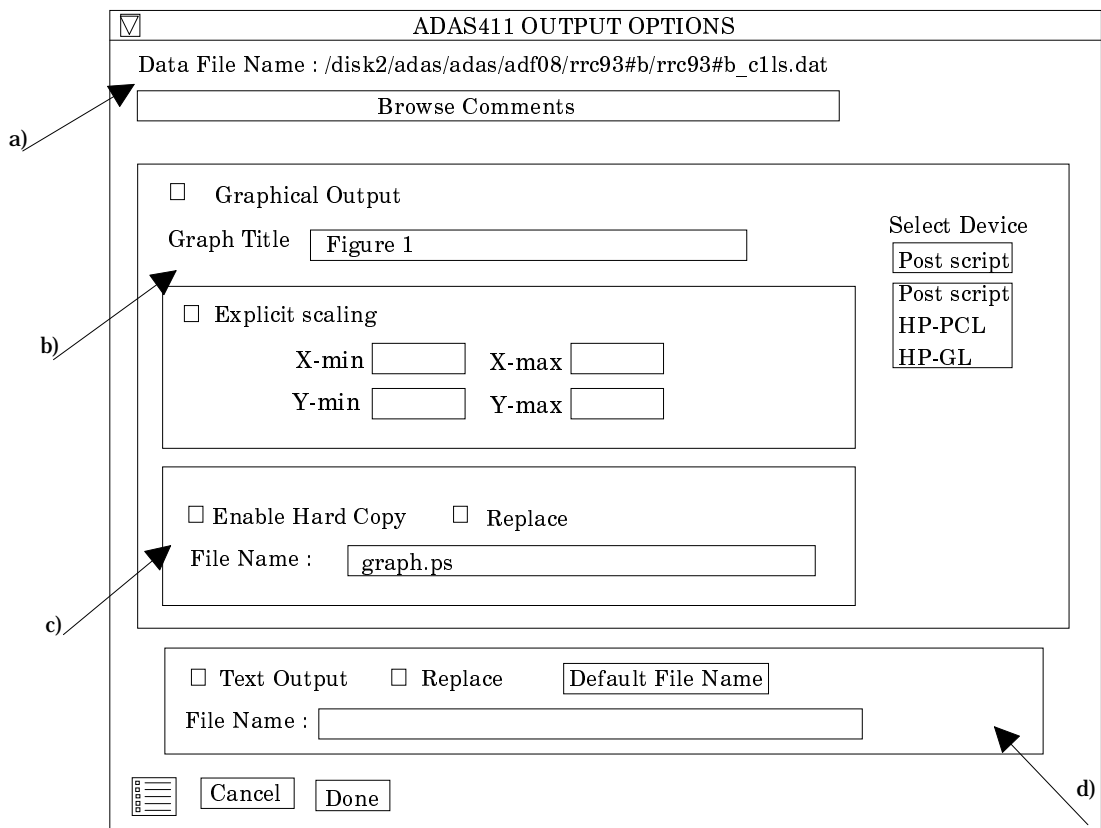 ADAS411 OUTPUT OPTIONS
Data File Name : /disk2/adas/adas/adf08/rrc93#b/rrc93#b_c1ls.dat
Browse Comments
a)
Graphical Output
Graph Title Figure 1
Select Device
Post script
Post script
HP-PCL
HP-GL
b)
Explicit scaling
X-min X-max
Y-min Y-max
Enable Hard Copy Replace
File Name : graph.ps
c)
Text Output Replace Default File Name
File Name :
d)
Cancel Done